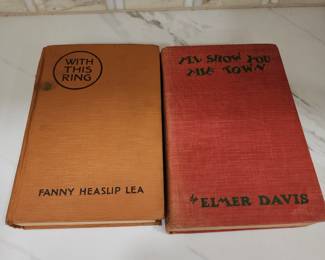 WITH
THIS
RING
FANNY HEASLIP LEA
I'LL SHOW YOU
THE TOWN
by ELMER DAVIS